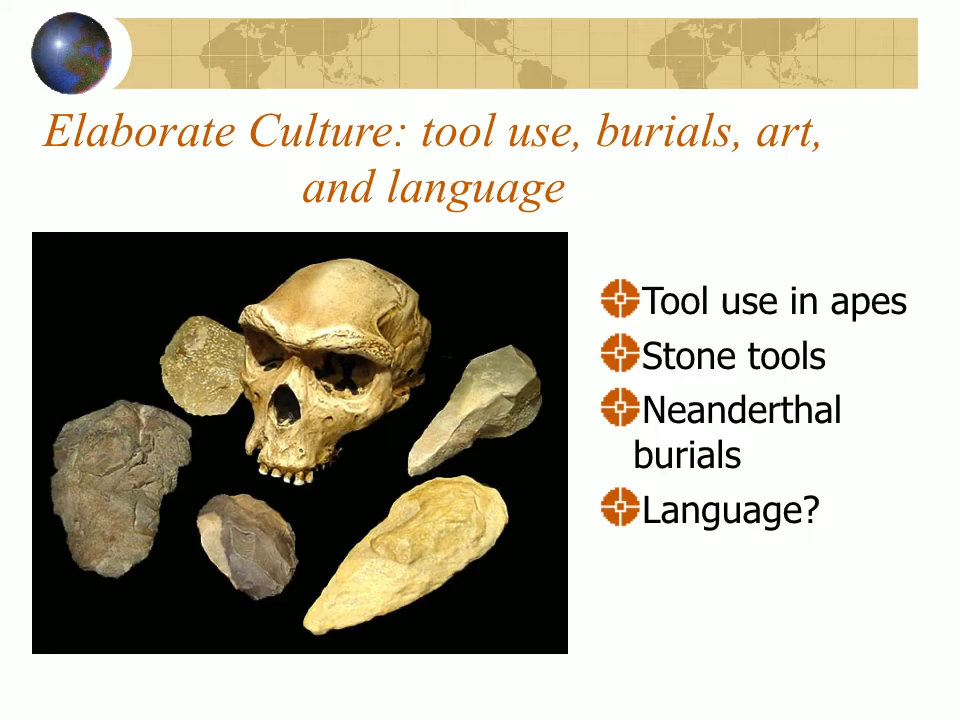 Elaborate Culture: tool use, burials, art,
and language
Tool use in apes
Stone tools
Neanderthal
burials
Language?